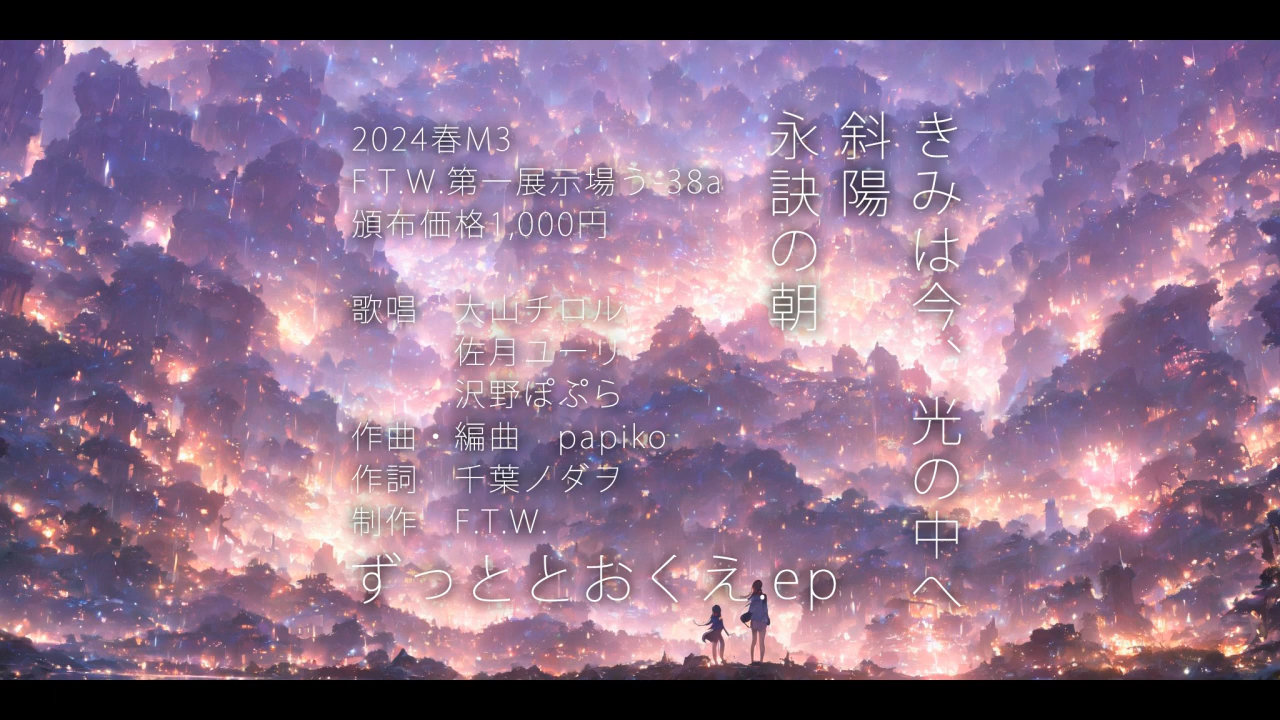 きみは今、光の中へ
斜陽
永訣の朝
2024春M3
F.T.W.第一展示場う-38a
頒布価格1,000円
歌唱　大山チロル
佐月ユーリ
沢野ぽぷら
作曲・編曲　papiko
作詞　千葉ノダヲ
制作　F.T.W.
ずっととおくえ ep